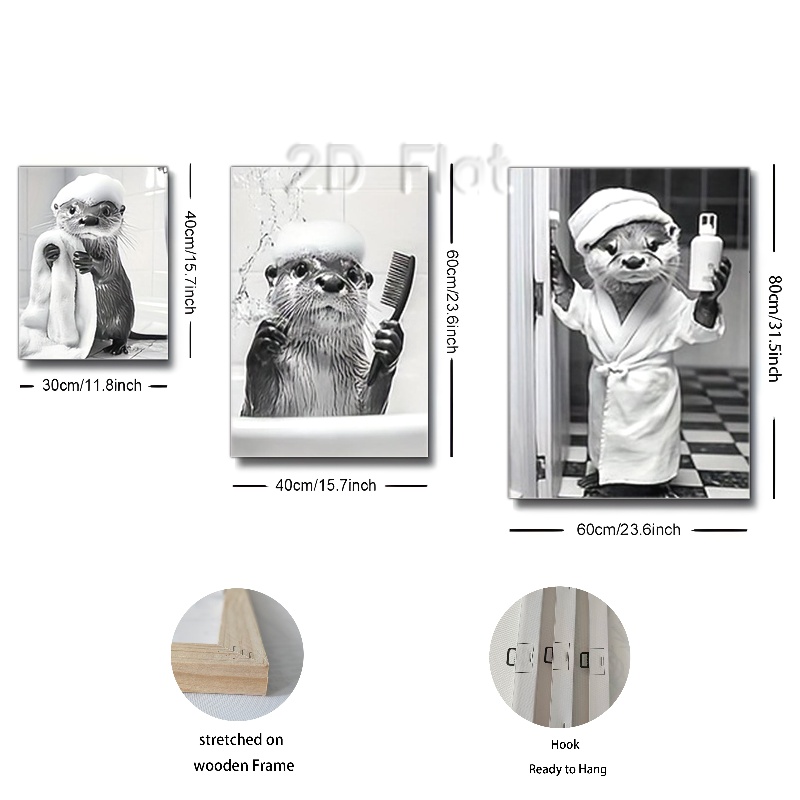 2D Flat
40cm/15.7inch
30cm/11.8inch
60cm/23.6inch
40cm/15.7inch
80cm/31.5inch
60cm/23.6inch
stretched on
wooden Frame
Hook
Ready to Hang